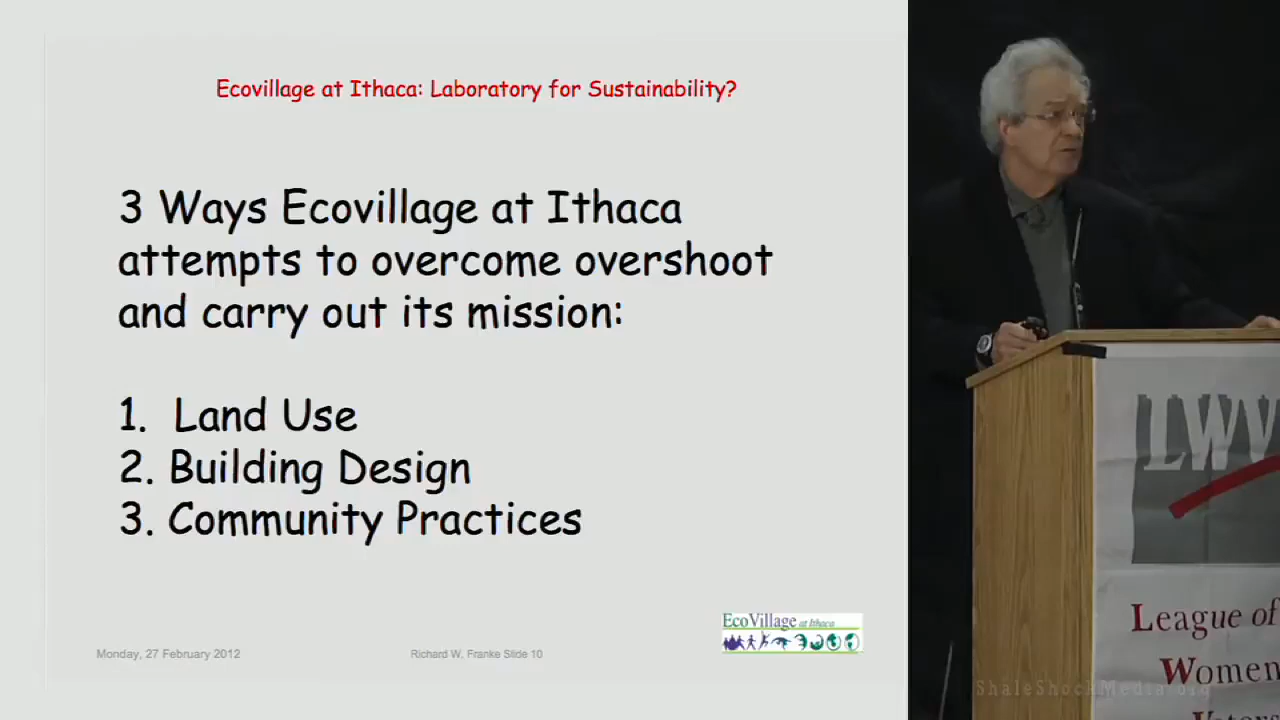 Ecovillage at Ithaca: Laboratory for Sustainability?
3 Ways Ecovillage at Ithaca
attempts to overcome overshoot
and carry out its mission:
1. Land Use
2. Building Design
3. Community Practices
EcoVillage at Ithaca
Monday, 27 February 2012
Richard W. Franke Slide 10
LWV
League of
Women
Voters
ShaleShockMedia.org